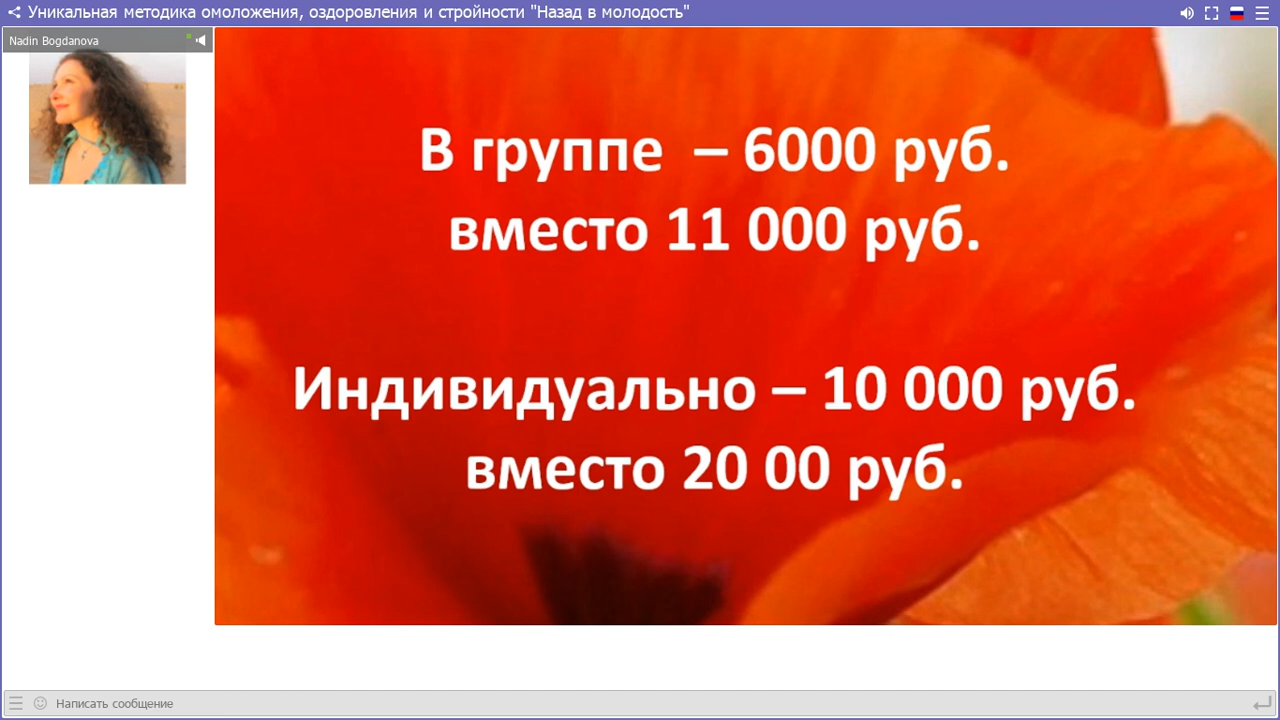 Уникальная методика омоложения, оздоровления и стройности "Назад в молодость"
Nadin Bogdanova
В группе – 6000 руб.
вместо 11 000 руб.
Индивидуально – 10 000 руб.
вместо 20 00 руб.
Написать сообщение